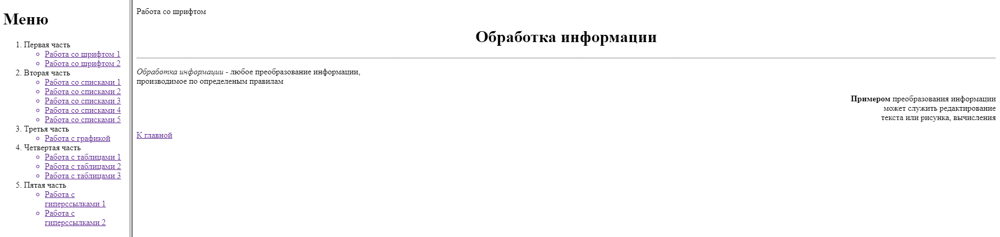 Меню
1. Первая часть
Работа со шрифтом 1
Работа со шрифтом 2
2. Вторая часть
Работа со списками 1
Работа со списками 2
Работа со списками 3
Работа со списками 4
Работа со списками 5
3. Третья часть
Работа с графикой
4. Четвертая часть
Работа с таблицами 1
Работа с таблицами 2
Работа с таблицами 3
5. Пятая часть
Работа с
гиперссылками 1
Работа с
гиперссылками 2
Работа со шрифтом
Обработка информации
Обработка информации - любое преобразование информации,
производимое по определеным правилам
Примером преобразования информации
может служить редактирование
текста или рисунка, вычисления
К главной